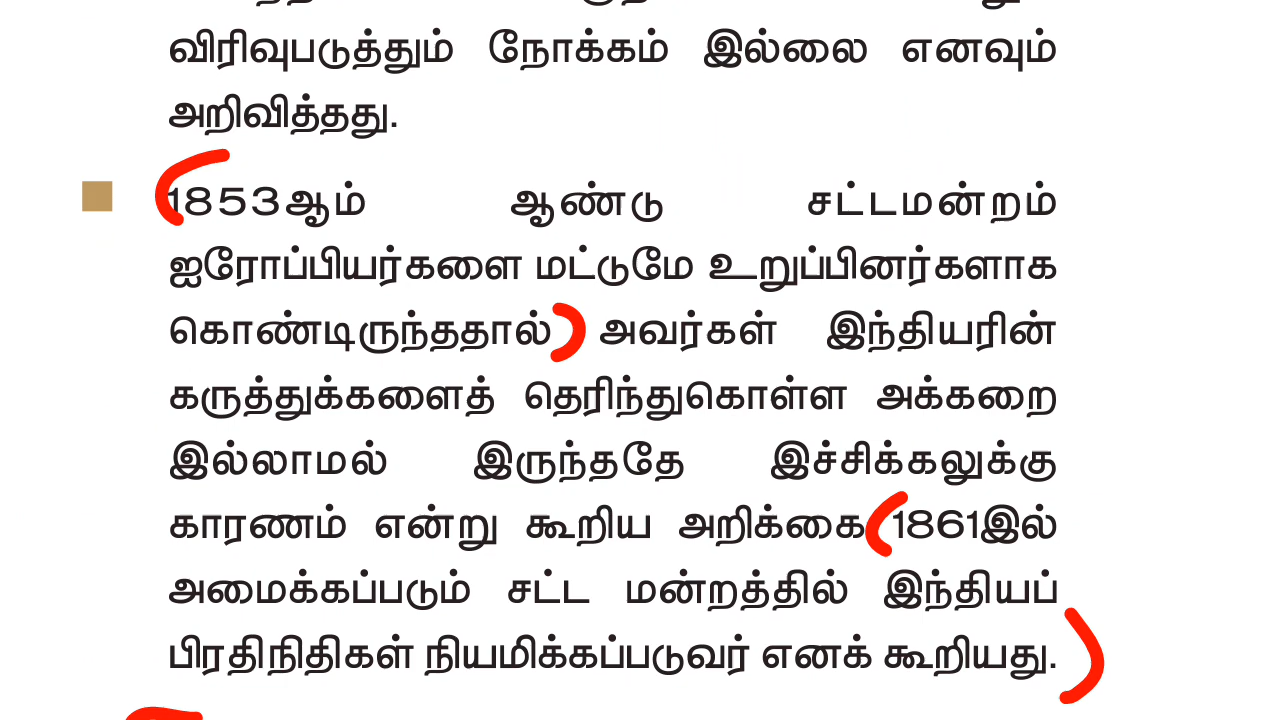 விரிவுபடுத்தும் நோக்கம் இல்லை எனவும்
அறிவித்தது.
1853ஆம் ஆண்டு சட்டமன்றம்
ஐரோப்பியர்களை மட்டுமே உறுப்பினர்களாக
கொண்டிருந்ததால் அவர்கள் இந்தியரின்
கருத்துக்களைத் தெரிந்துகொள்ள அக்கறை
இல்லாமல் இருந்ததே இச்சிக்கலுக்கு
காரணம் என்று கூறிய அறிக்கை 1861இல்
அமைக்கப்படும் சட்ட மன்றத்தில் இந்தியப்
பிரதிநிதிகள் நியமிக்கப்படுவர் எனக் கூறியது.